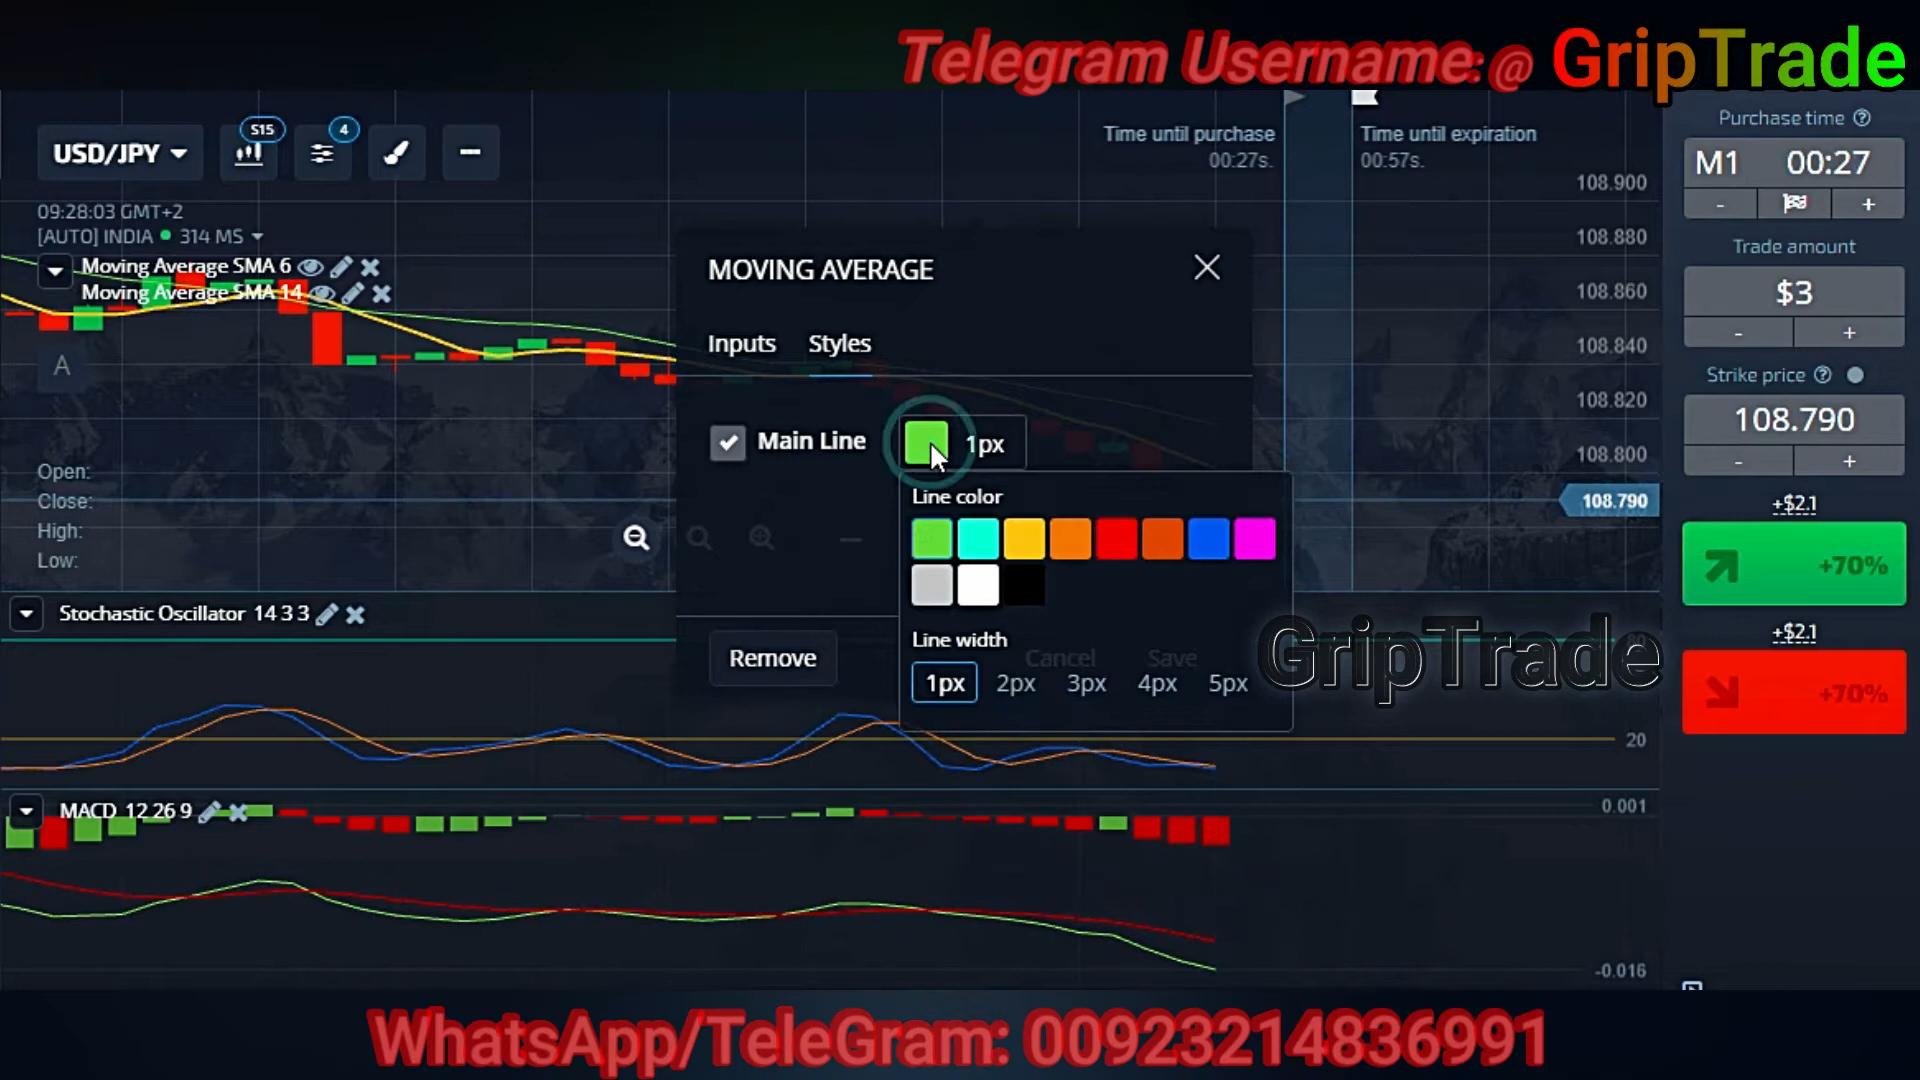 Telegram Username:@ GripTrade
USD/JPY
S15
4
Time until purchase
00:27s.
Time until expiration
00:57s.
Purchase time
M1 00:27
- +
Trade amount
$3
- +
Strike price
108.790
- +
+$2.1
+70%
+$2.1
+70%
09:28:03 GMT+2
[AUTO] INDIA 314 MS
Moving Average SMA 6
Moving Average SMA 14
A
Open:
Close:
High:
Low:
108.900
108.880
108.860
108.840
108.820
108.800
108.790
MOVING AVERAGE
Inputs Styles
Main Line 1px
Line color
Line width
1px 2px 3px 4px 5px
Remove
Cancel Save
GripTrade
Stochastic Oscillator 14 3 3
80
20
MACD 12 26 9
0.001
-0.016
WhatsApp/TeleGram: 00923214836991